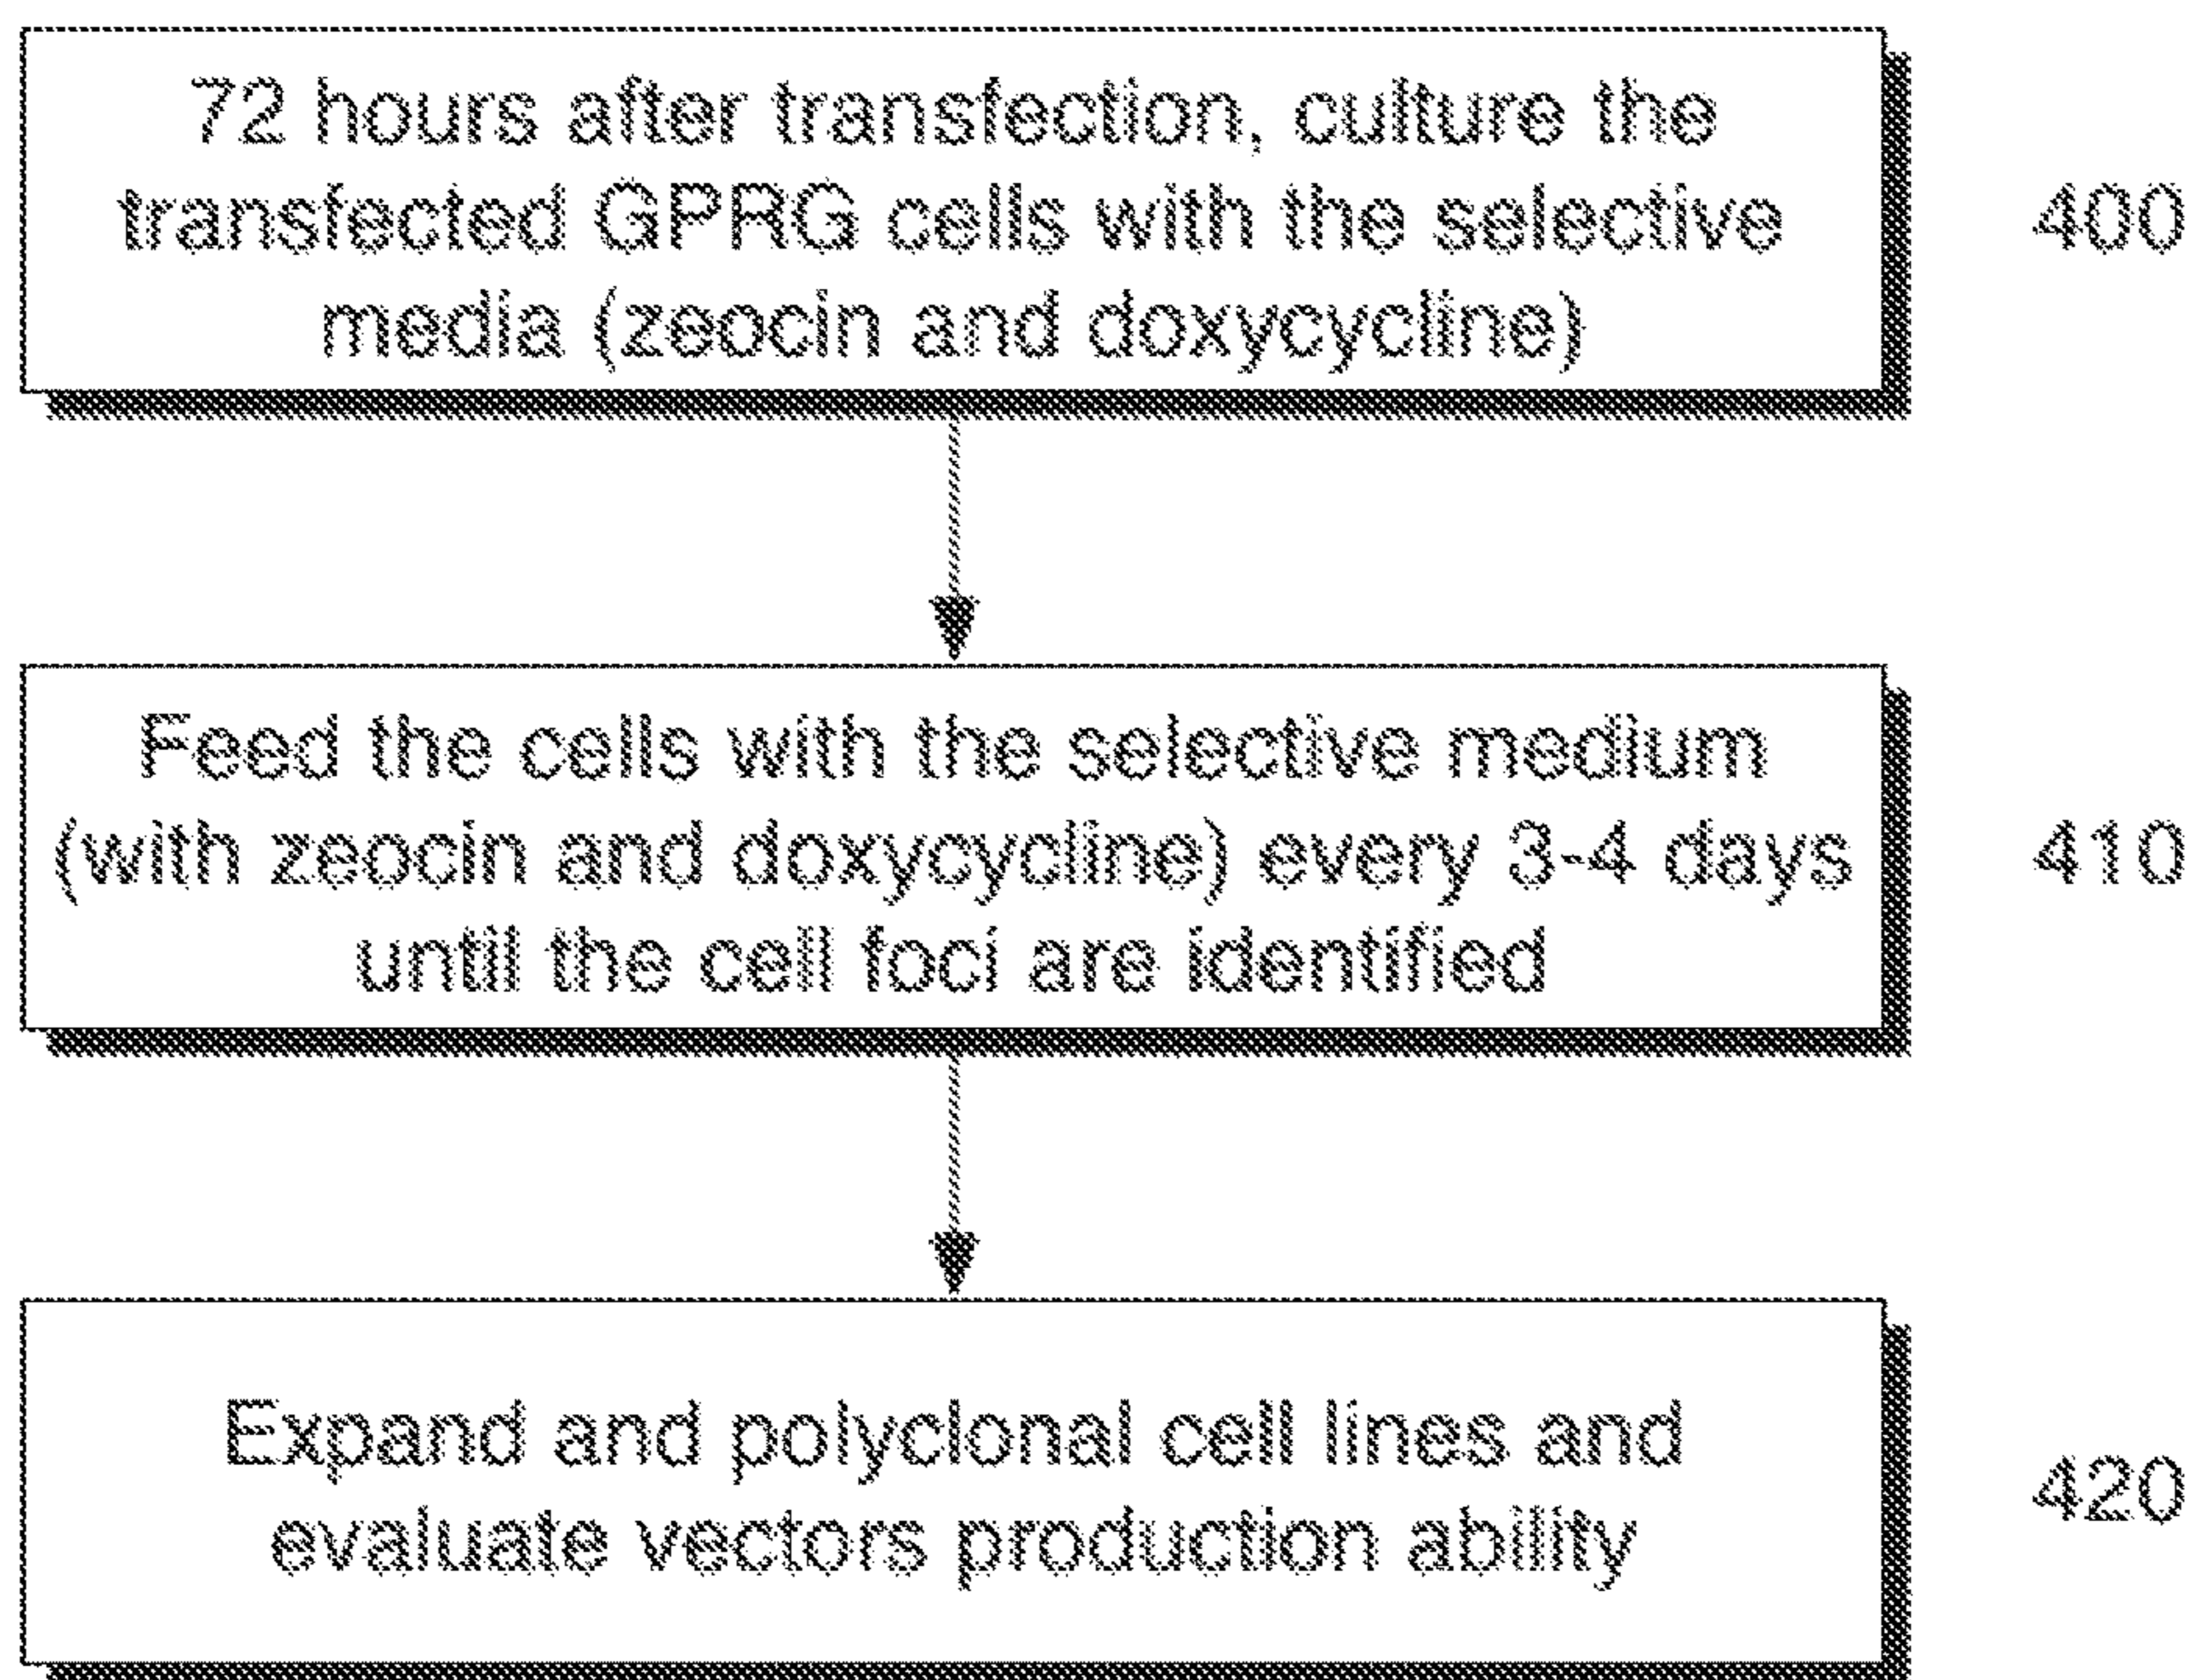 72 hours after transfection, culture the
transfected GPRG cells with the selective
media (zeocin and doxycycline)
400
Feed the cells with the selective medium
(with zeocin and doxycycline) every 3-4 days
until the cell foci are identified
410
Expand and polyclonal cell lines and
evaluate vectors production ability
420